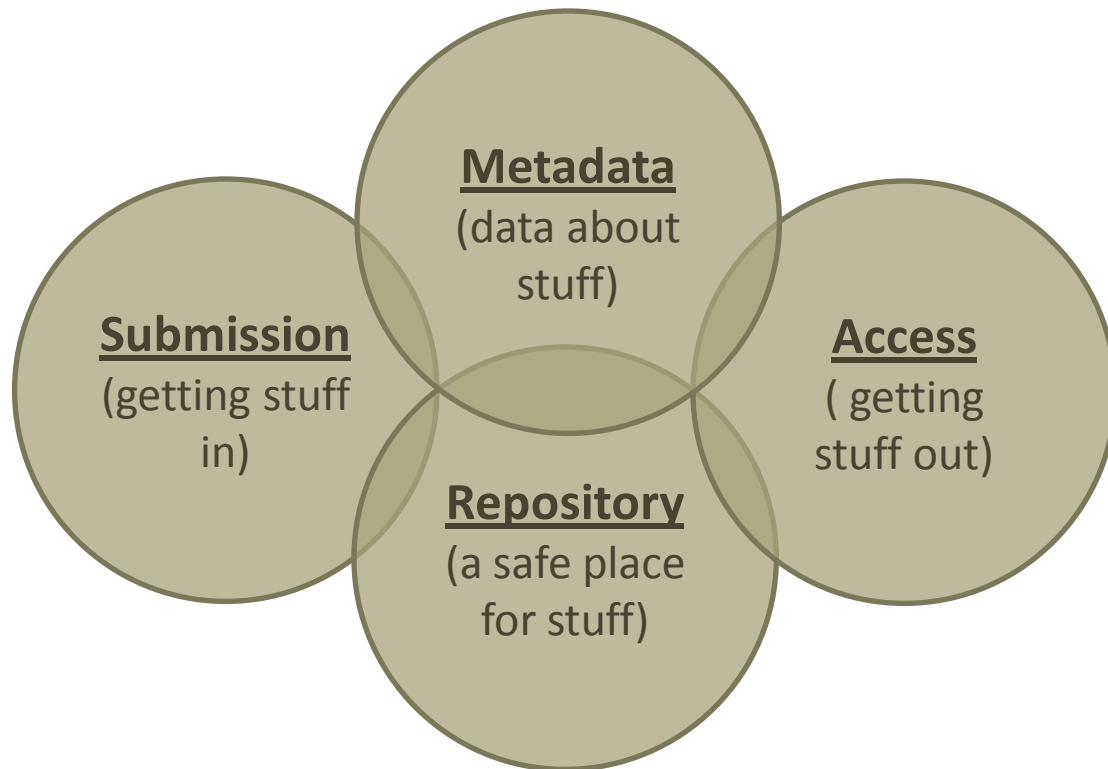 Metadata
(data about
stuff)
Submission
(getting stuff
in)
Access
( getting
stuff out)
Repository
(a safe place
for stuff)